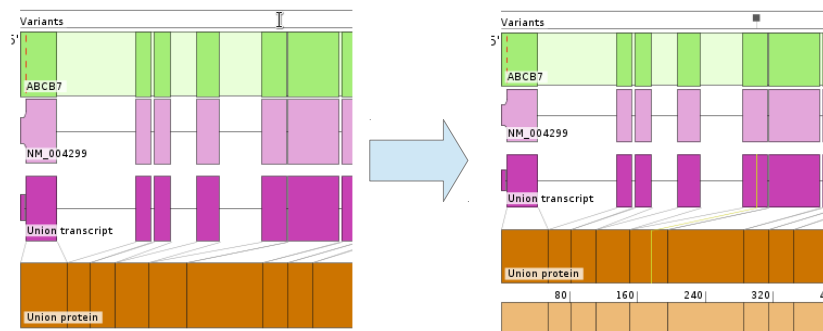 Variants
5'
ABCB7
NM_004299
Union transcript
Union protein
Variants
5'
ABCB7
NM_004299
Union transcript
Union protein
80 160 240 320 4